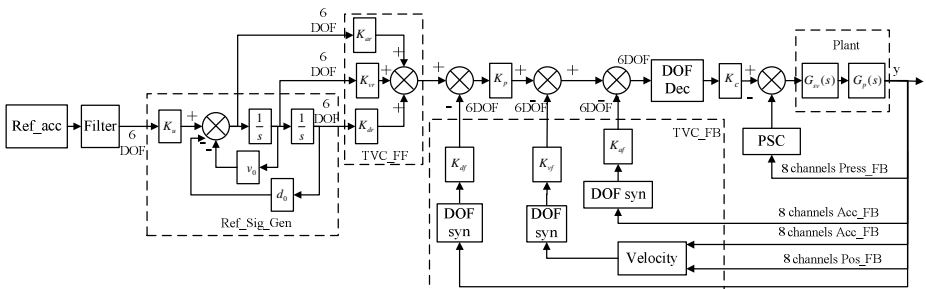 6
DOF
6
DOF
6
DOF
K_ar
K_vr
K_dr
TVC_FF
Ref_acc
Filter
6
DOF
K_u
1/s
1/s
v_0
d_0
Ref_Sig_Gen
+
+
+
+
-
-
+
-
6DOF
K_p
+
-
6DOF
+
-
6DOF
6DOF
DOF
Dec
K_c
+
-
Plant
G_sv(s)
G_p(s)
y
PSC
8 channels Press_FB
TVC_FB
K_df
K_vf
K_af
DOF
syn
DOF
syn
DOF syn
Velocity
8 channels Acc_FB
8 channels Acc_FB
8 channels Pos_FB